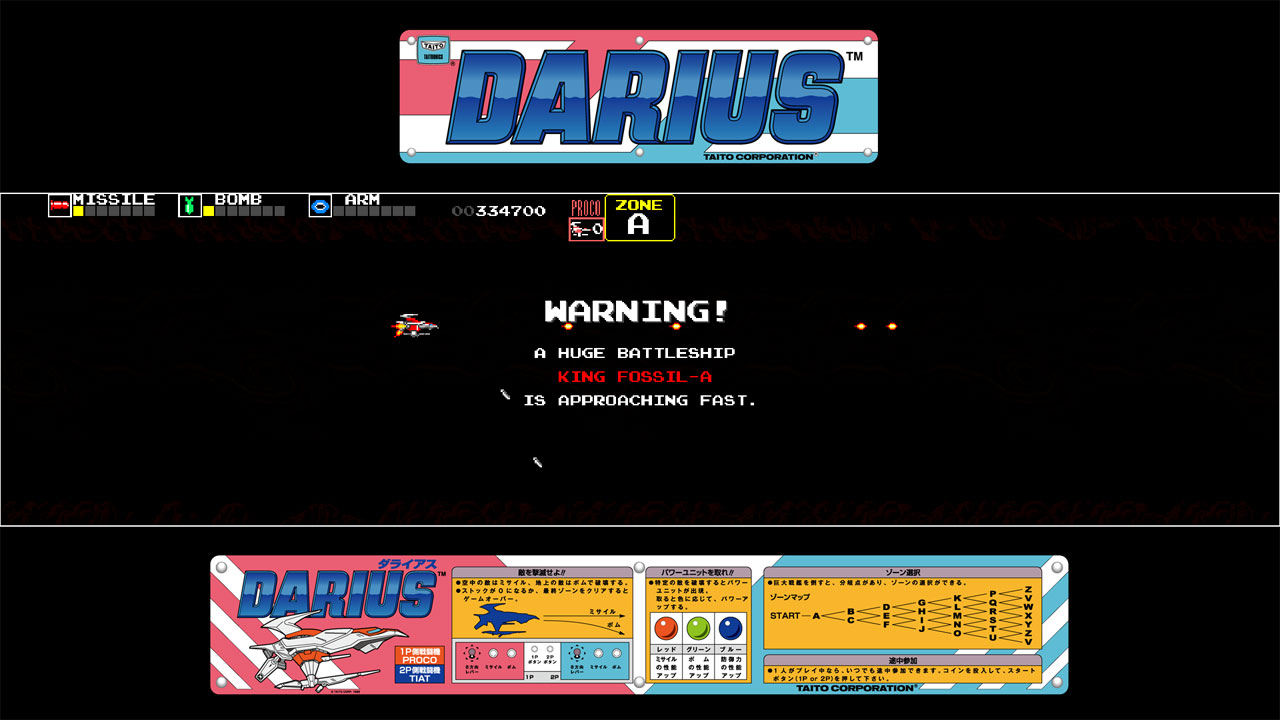 TAITO
TAITRONICS
DARIUS
TM
TAITO CORPORATION
MISSILE
BOMB
ARM
00334700
PROCO
0
ZONE
A
WARNING!
A HUGE BATTLESHIP
KING FOSSIL-A
IS APPROACHING FAST.
ダライアス
DARIUS
TM
1P側戦闘機
PROCO
2P側戦闘機
TIAT
敵を撃滅せよ!!
●空中の敵はミサイル、地上の敵はボムで破壊する。
●ストックが0になるか、最終ゾーンをクリアすると
ゲームオーバー。
ミサイル
ボム
8方向
レバー
ミサイル
ボム
1P
ボタン
2P
ボタン
1P
2P
8方向
レバー
ミサイル
ボム
パワーユニットを取れ!!
●特定の敵を破壊するとパワー
ユニットが出現。
取ると色に応じて、パワーア
ップする。
レッド
グリーン
ブルー
ミサイル
の性能
アップ
ボム
の性能
アップ
防御力
の性能
アップ
ゾーン選択
●巨大戦艦を倒すと、分岐点があり、ゾーンの選択ができる。
ゾーンマップ
START
A
B
C
D
E
F
G
H
I
J
K
L
M
N
O
P
Q
R
S
T
U
Z
V
W
X
Y
Z
V
途中参加
●1人がプレイ中なら、いつでも途中参加できます。コインを投入して、スタート
ボタン(1P or 2P)を押して下さい。
TAITO CORPORATION